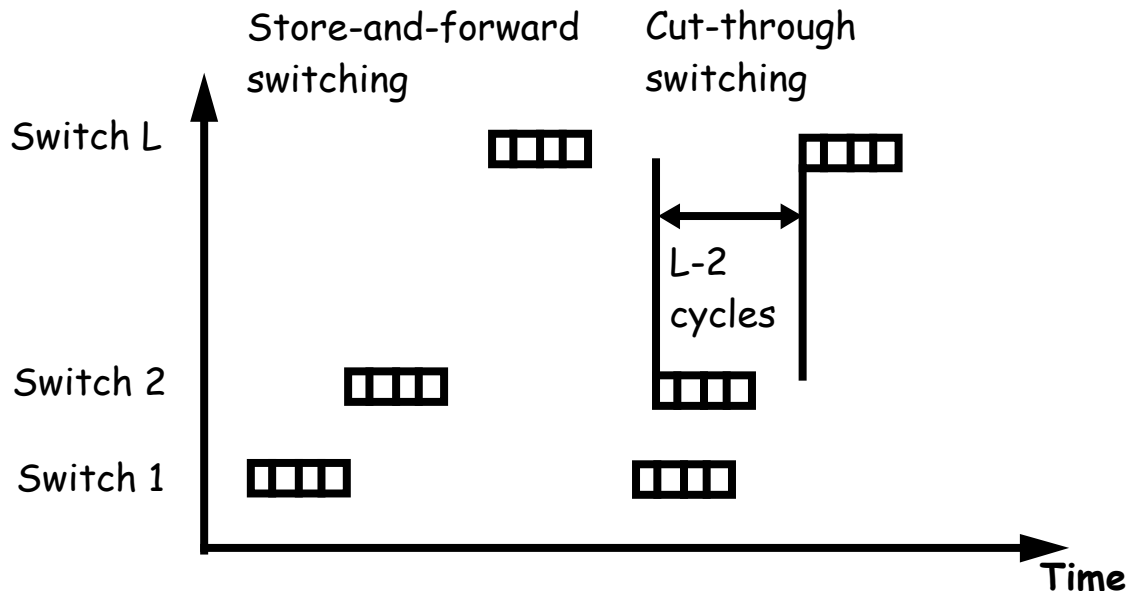 Store-and-forward
switching
Cut-through
switching
Switch L
L-2
cycles
Switch 2
Switch 1
Time